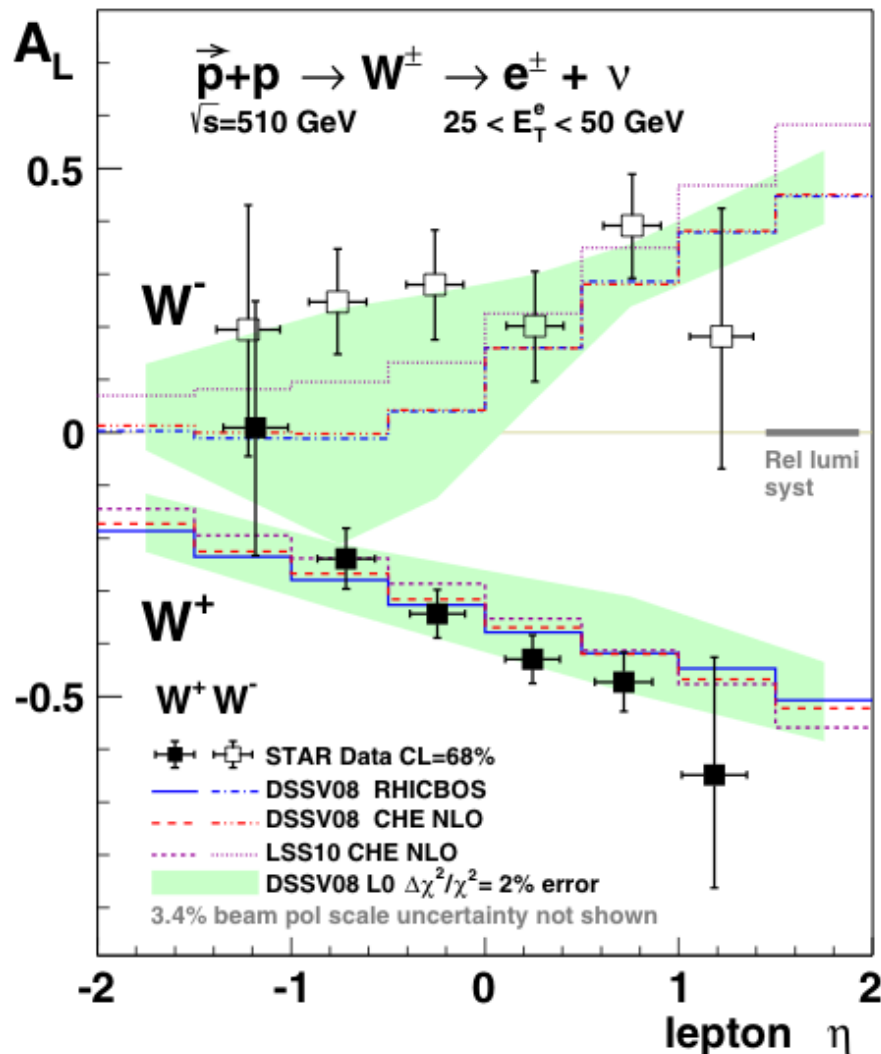 A_L
p+p → W± → e± + ν
√s=510 GeV
25 < E_T^e < 50 GeV
0.5
W-
0
Rel lumi
syst
W+
-0.5
W+ W-
STAR Data CL=68%
DSSV08 RHICBOS
DSSV08 CHE NLO
LSS10 CHE NLO
DSSV08 L0 Δχ²/χ²= 2% error
3.4% beam pol scale uncertainty not shown
-2 -1 0 1 2
lepton η